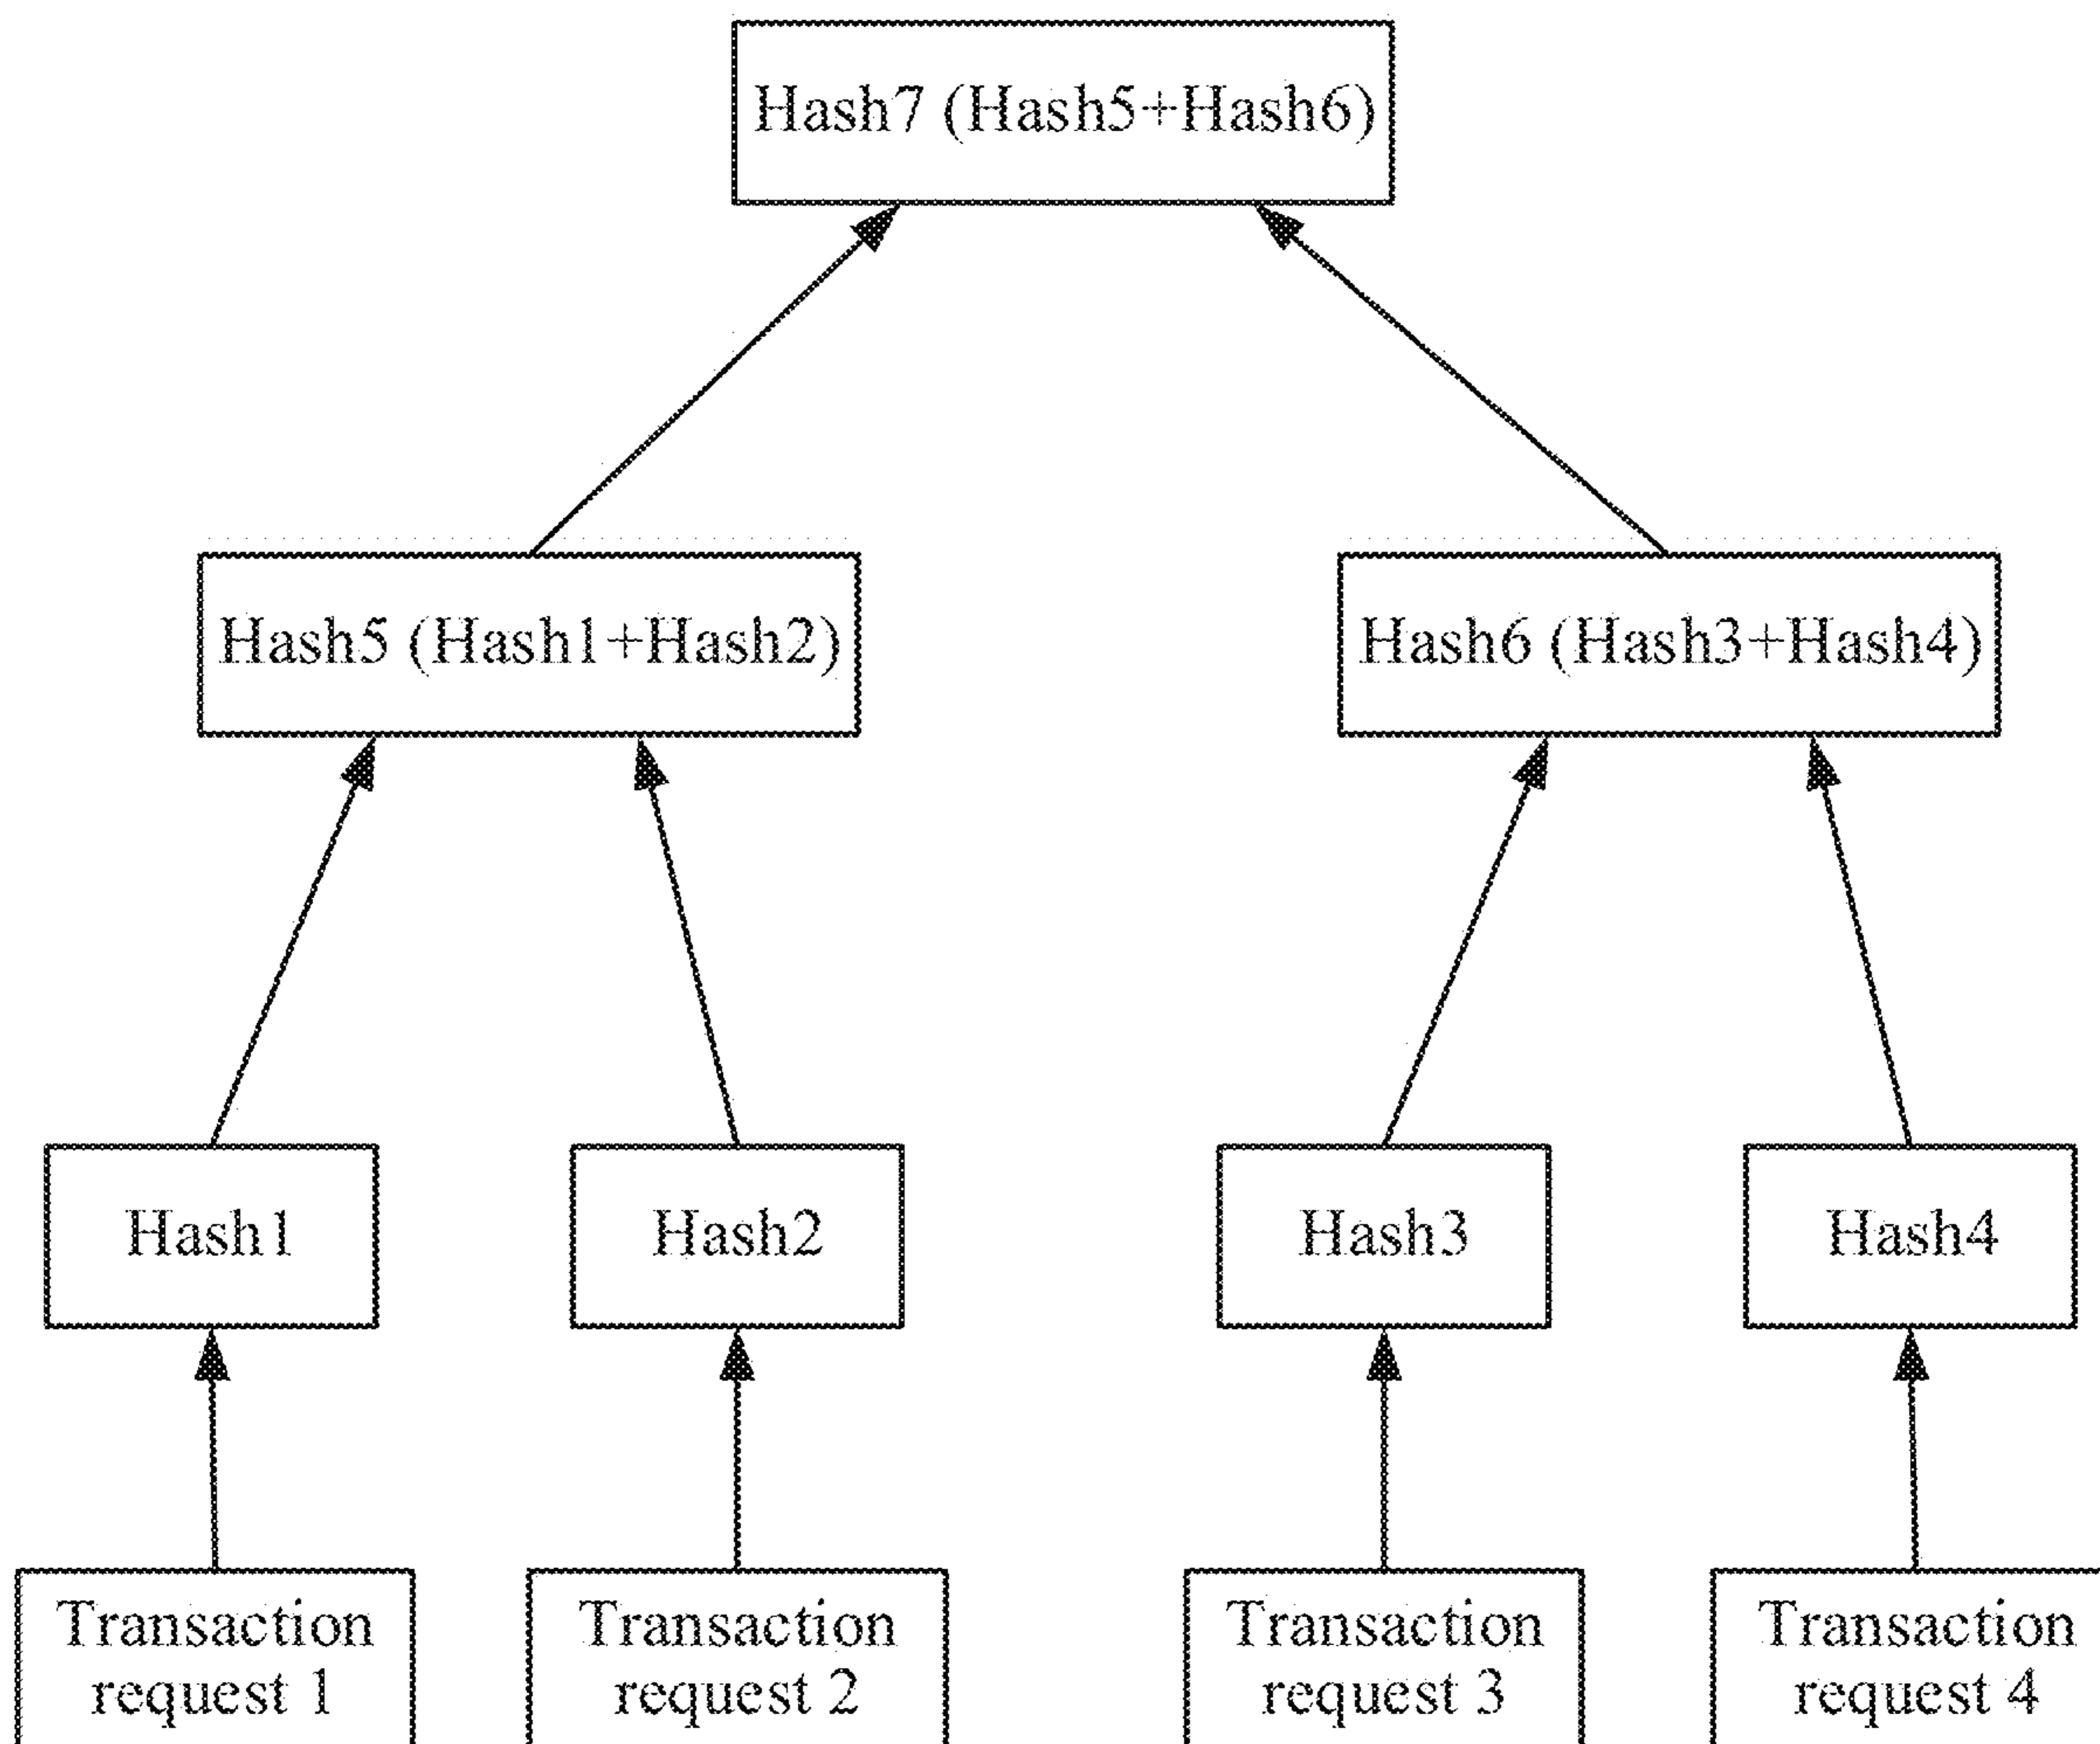 Hash7 (Hash5+Hash6)
Hash5 (Hash1+Hash2)
Hash6 (Hash3+Hash4)
Hash1
Hash2
Hash3
Hash4
Transaction
request 1
Transaction
request 2
Transaction
request 3
Transaction
request 4